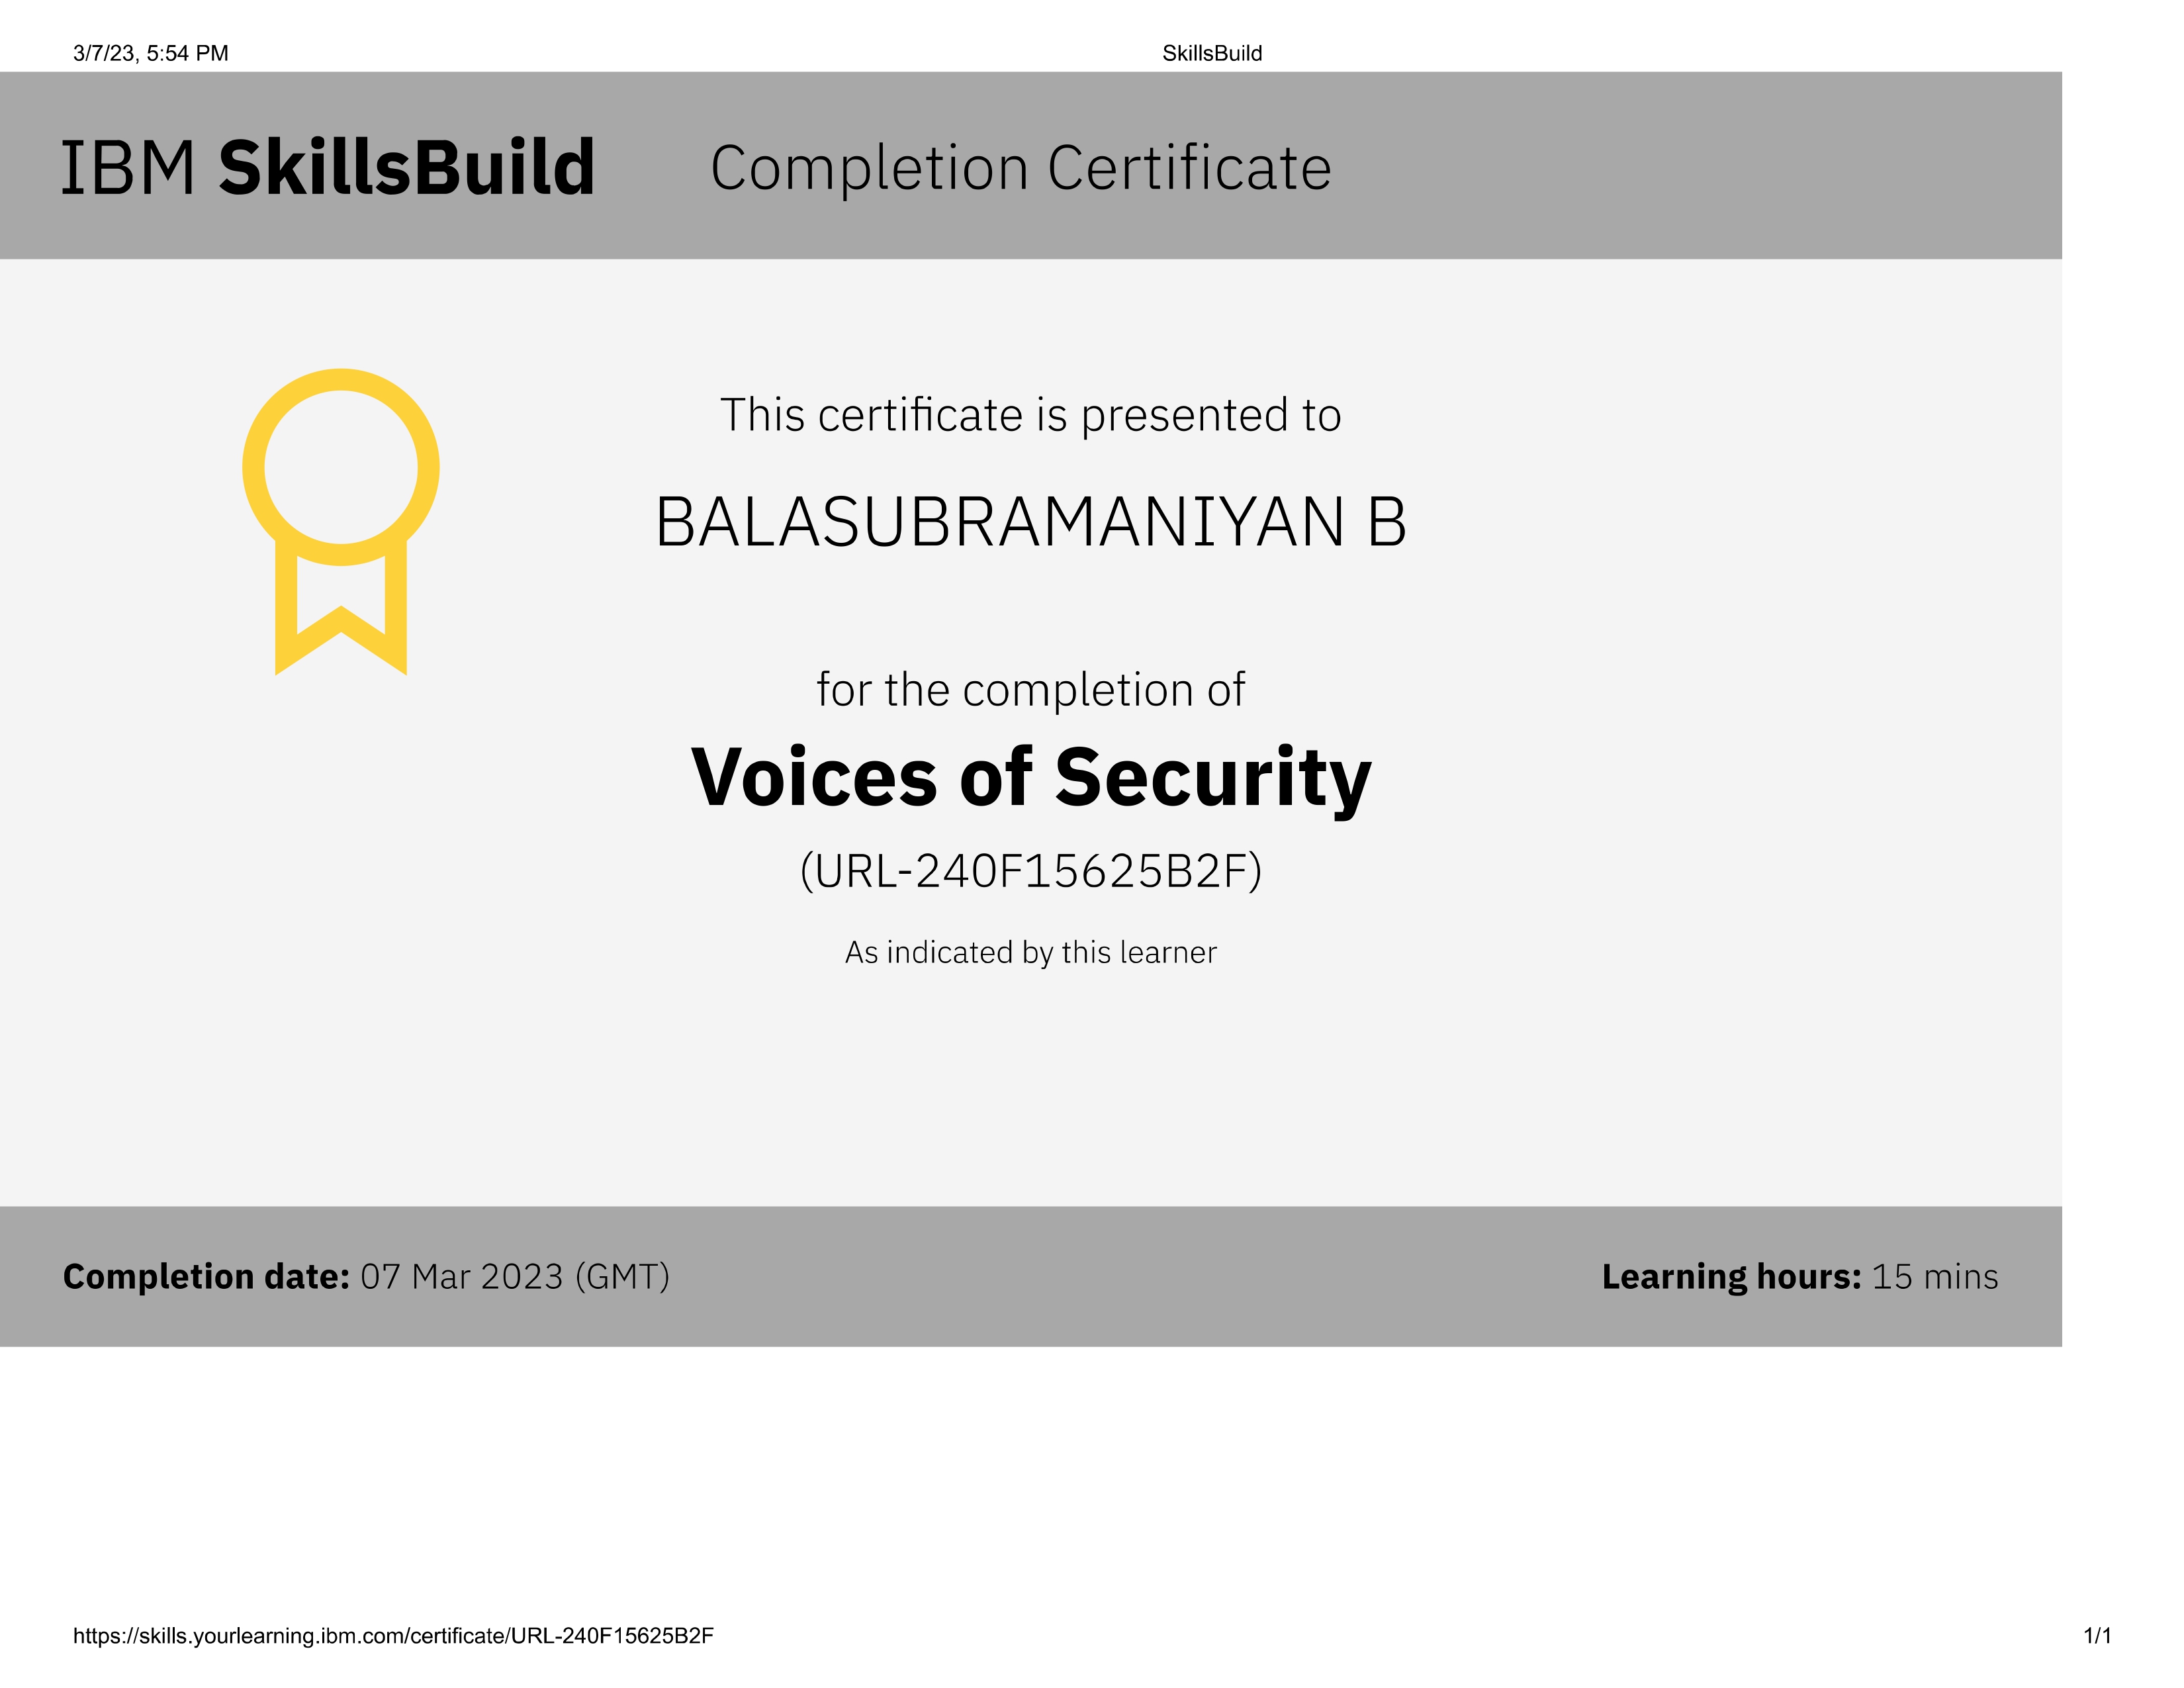 3/7/23, 5:54 PM SkillsBuild
IBM SkillsBuild Completion Certificate
This certificate is presented to
BALASUBRAMANIYAN B
for the completion of
Voices of Security
(URL-240F15625B2F)
As indicated by this learner
Completion date: 07 Mar 2023 (GMT) Learning hours: 15 mins
https://skills.yourlearning.ibm.com/certificate/URL-240F15625B2F 1/1